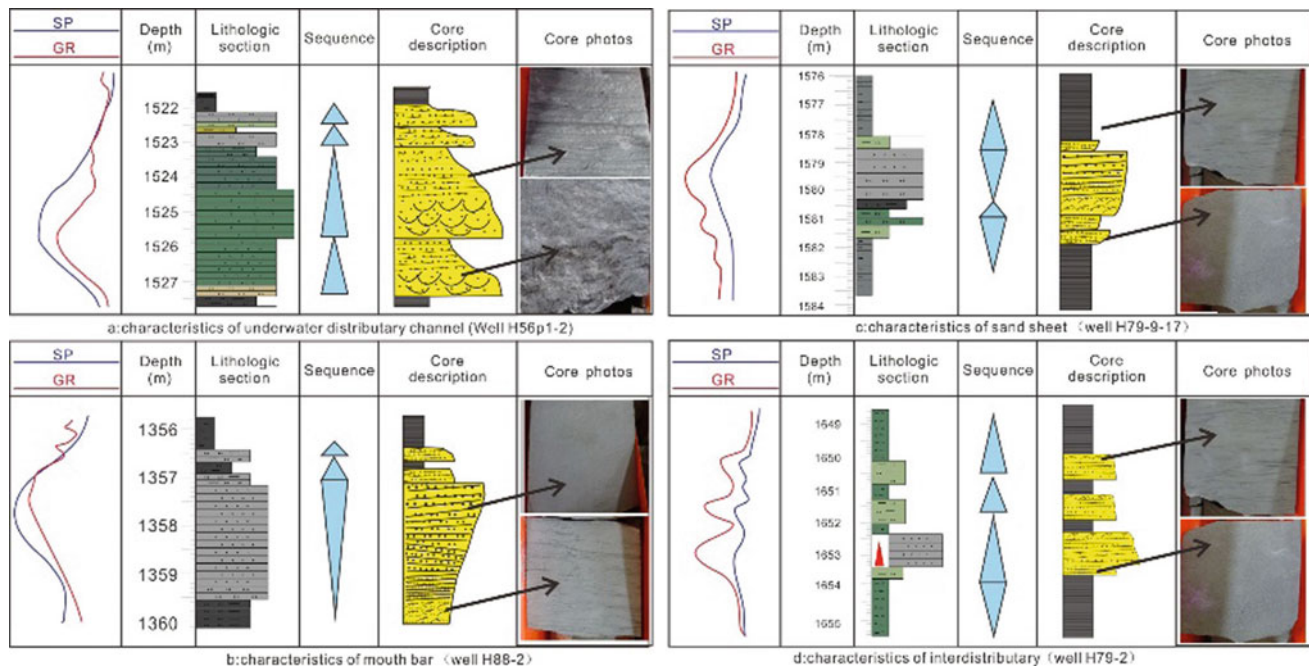 SP
GR
Depth
(m)
Lithologic
section
Sequence
Core
description
Core photos
1522
1523
1524
1525
1526
1527
a:characteristics of underwater distributary channel (Well H56p1-2)
SP
GR
Depth
(m)
Lithologic
section
Sequence
Core
description
Core photos
1356
1357
1358
1359
1360
b:characteristics of mouth bar (well H88-2)
SP
GR
Depth
(m)
Lithologic
section
Sequence
Core
description
Core photos
1576
1577
1578
1579
1580
1581
1582
1583
1584
c:characteristics of sand sheet (well H79-9-17)
SP
GR
Depth
(m)
Lithologic
section
Sequence
Core
description
Core photos
1649
1650
1651
1652
1653
1654
1655
d:characteristics of interdistributary (well H79-2)